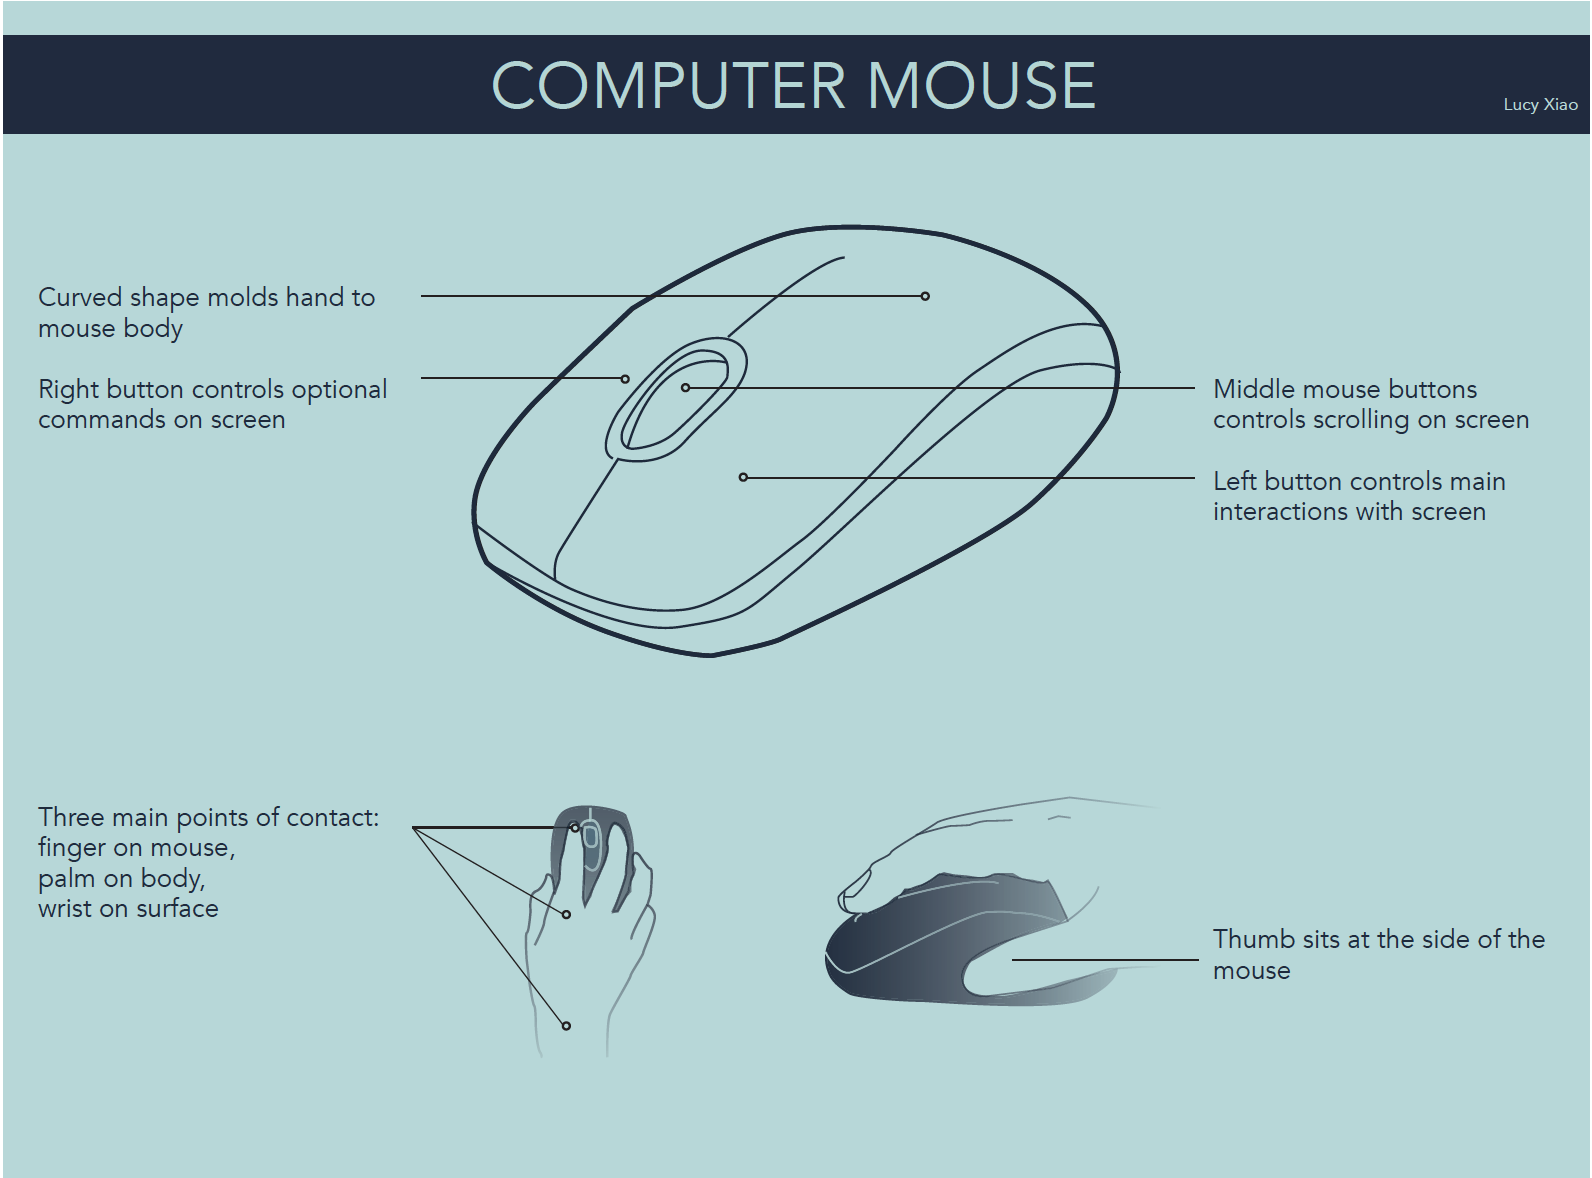 COMPUTER MOUSE
Lucy Xiao
Curved shape molds hand to
mouse body
Right button controls optional
commands on screen
Middle mouse buttons
controls scrolling on screen
Left button controls main
interactions with screen
Three main points of contact:
finger on mouse,
palm on body,
wrist on surface
Thumb sits at the side of the
mouse